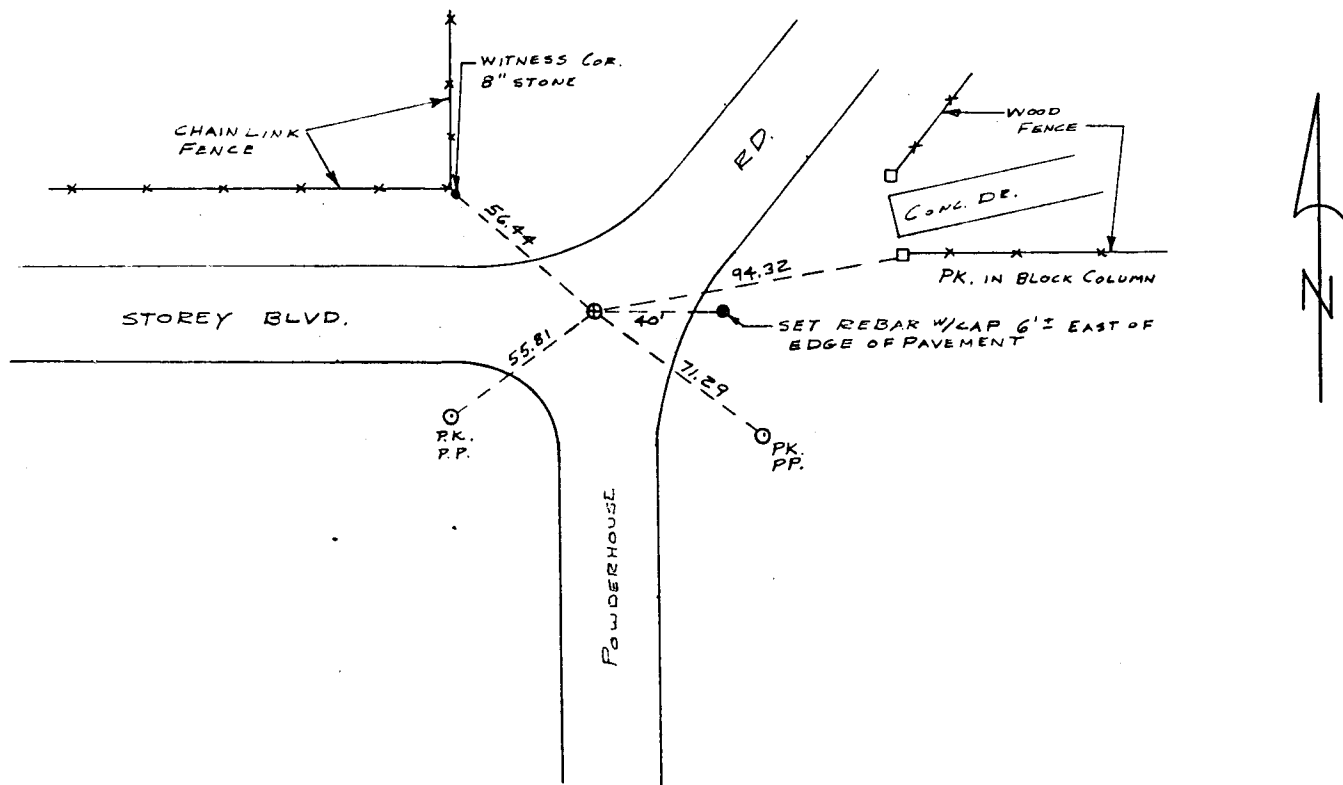 WITNESS COR.
8" STONE
CHAIN LINK
FENCE
RD.
WOOD
FENCE
CONC. DR.
56.44
94.32
PK. IN BLOCK COLUMN
STOREY BLVD.
40'
SET REBAR W/CAP 6'± EAST OF
EDGE OF PAVEMENT
55.81
71.29
P.K.
P.P.
PK.
PP.
POWDERHOUSE
N